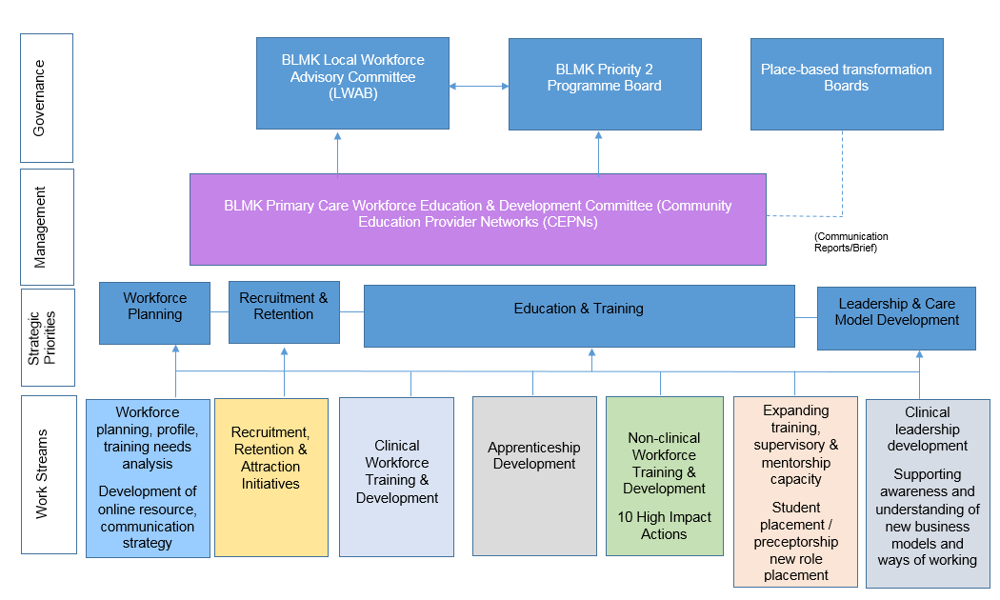 Governance
BLMK Local Workforce
Advisory Committee
(LWAB)
BLMK Priority 2
Programme Board
Place-based transformation
Boards
Management
BLMK Primary Care Workforce Education & Development Committee (Community
Education Provider Networks (CEPNs)
(Communication
Reports/Brief)
Strategic
Priorities
Workforce
Planning
Recruitment &
Retention
Education & Training
Leadership & Care
Model Development
Work Streams
Workforce
planning, profile,
training needs
analysis
Development of
online resource,
communication
strategy
Recruitment,
Retention &
Attraction
Initiatives
Clinical
Workforce
Training &
Development
Apprenticeship
Development
Non-clinical
Workforce
Training &
Development
10 High Impact
Actions
Expanding
training,
supervisory &
mentorship
capacity
Student
placement /
preceptorship
new role
placement
Clinical
leadership
development
Supporting
awareness and
understanding of
new business
models and
ways of working